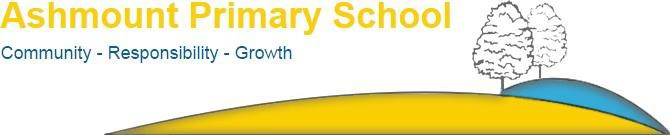 Ashmount Primary School
Community - Responsibility - Growth